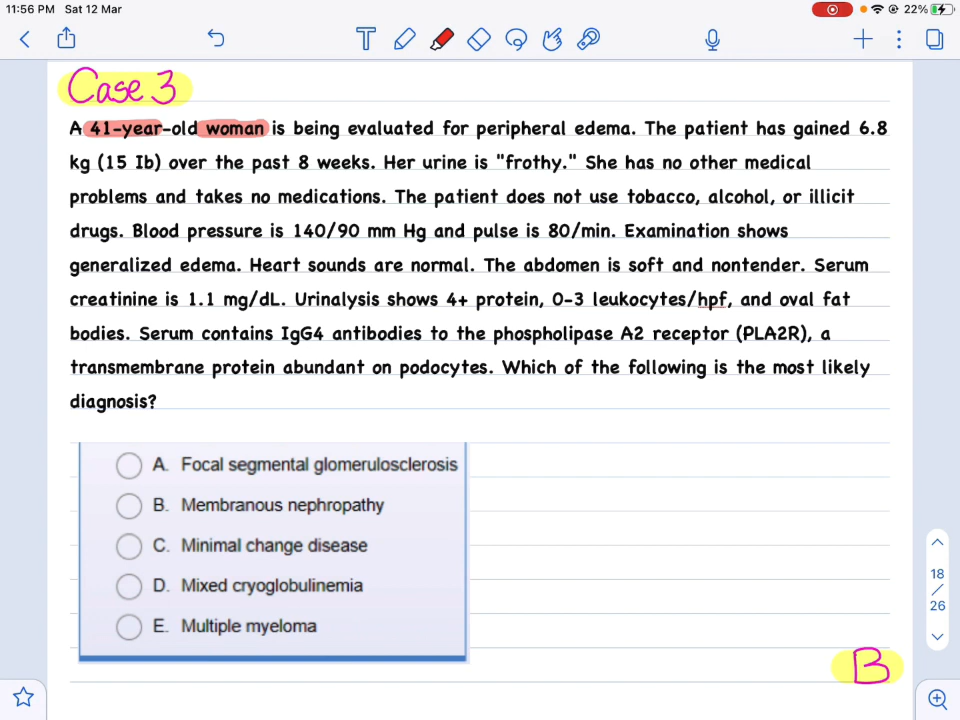 11:56 PM Sat 12 Mar
22%
Case 3
A 41-year-old woman is being evaluated for peripheral edema. The patient has gained 6.8
kg (15 Ib) over the past 8 weeks. Her urine is "frothy." She has no other medical
problems and takes no medications. The patient does not use tobacco, alcohol, or illicit
drugs. Blood pressure is 140/90 mm Hg and pulse is 80/min. Examination shows
generalized edema. Heart sounds are normal. The abdomen is soft and nontender. Serum
creatinine is 1.1 mg/dL. Urinalysis shows 4+ protein, 0-3 leukocytes/hpf, and oval fat
bodies. Serum contains IgG4 antibodies to the phospholipase A2 receptor (PLA2R), a
transmembrane protein abundant on podocytes. Which of the following is the most likely
diagnosis?
A. Focal segmental glomerulosclerosis
B. Membranous nephropathy
C. Minimal change disease
D. Mixed cryoglobulinemia
E. Multiple myeloma
18
/
26
B